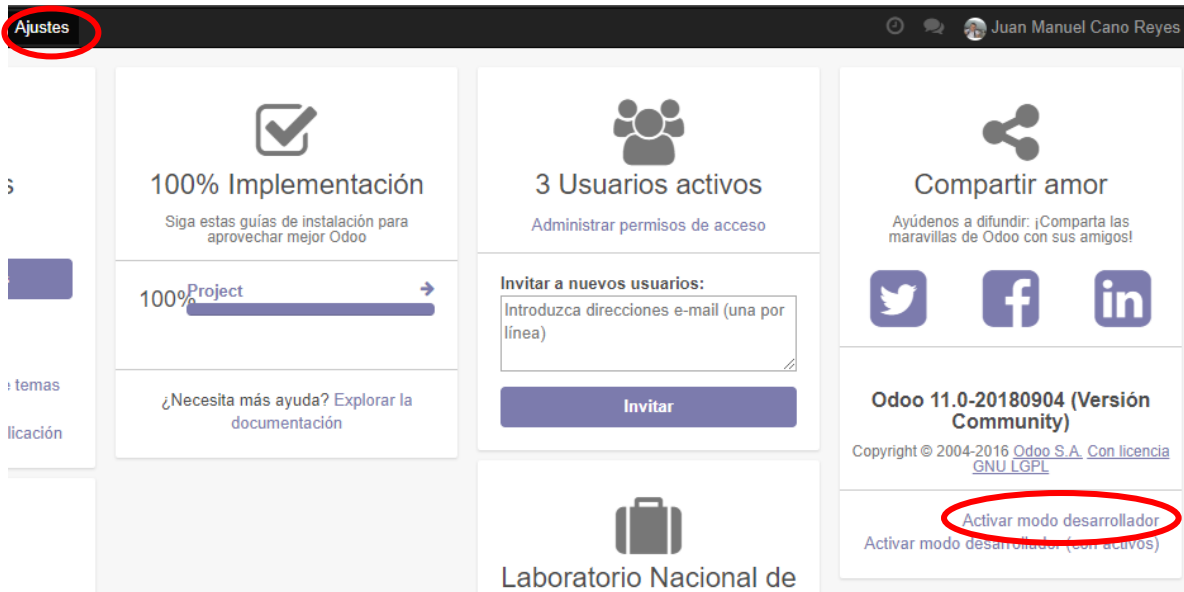 Ajustes
Juan Manuel Cano Reyes
100% Implementación
Siga estas guías de instalación para
aprovechar mejor Odoo
100%
Project
¿Necesita más ayuda? Explorar la
documentación
temas
3 Usuarios activos
Administrar permisos de acceso
Invitar a nuevos usuarios:
Introduzca direcciones e-mail (una por
línea)
Invitar
Laboratorio Nacional de
Compartir amor
Ayúdenos a difundir: ¡Comparta las
maravillas de Odoo con sus amigos!
in
Odoo 11.0-20180904 (Versión
Community)
Copyright © 2004-2016 Odoo S.A. Con licencia
GNU LGPL
Activar modo desarrollador
Activar modo desarrollador (con activos)